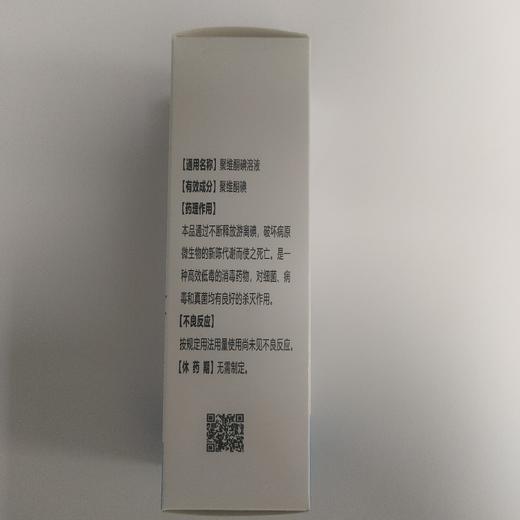 【通用名称】聚维酮碘溶液
【有效成分】聚维酮碘
【药理作用】
本品通过不断释放游离碘，破坏病原
微生物的新陈代谢而使之死亡。是一
种高效低毒的消毒药物，对细菌、病
毒和真菌均有良好的杀灭作用。
【不良反应】
按规定用法用量使用尚未见不良反应。
【休 药 期】无需制定。